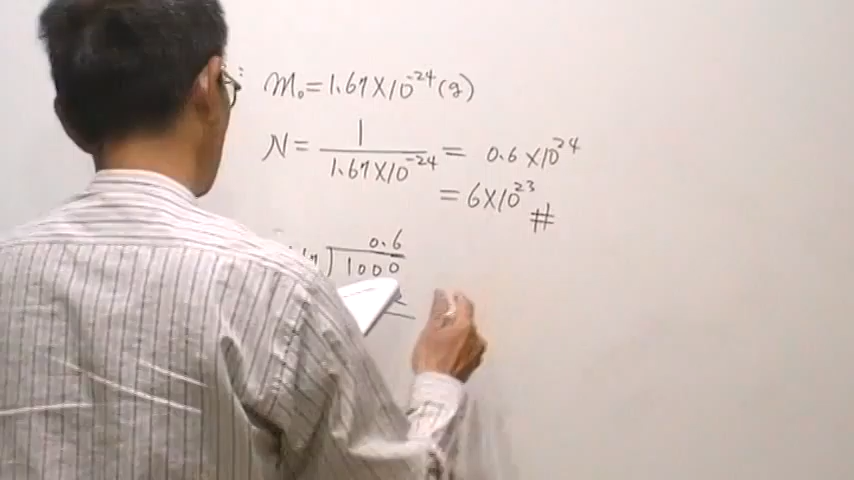 m₀=1.67×10⁻²⁴(g)
N= 1/1.67×10⁻²⁴ = 0.6×10²⁴
=6×10²³ #
0.6
1000